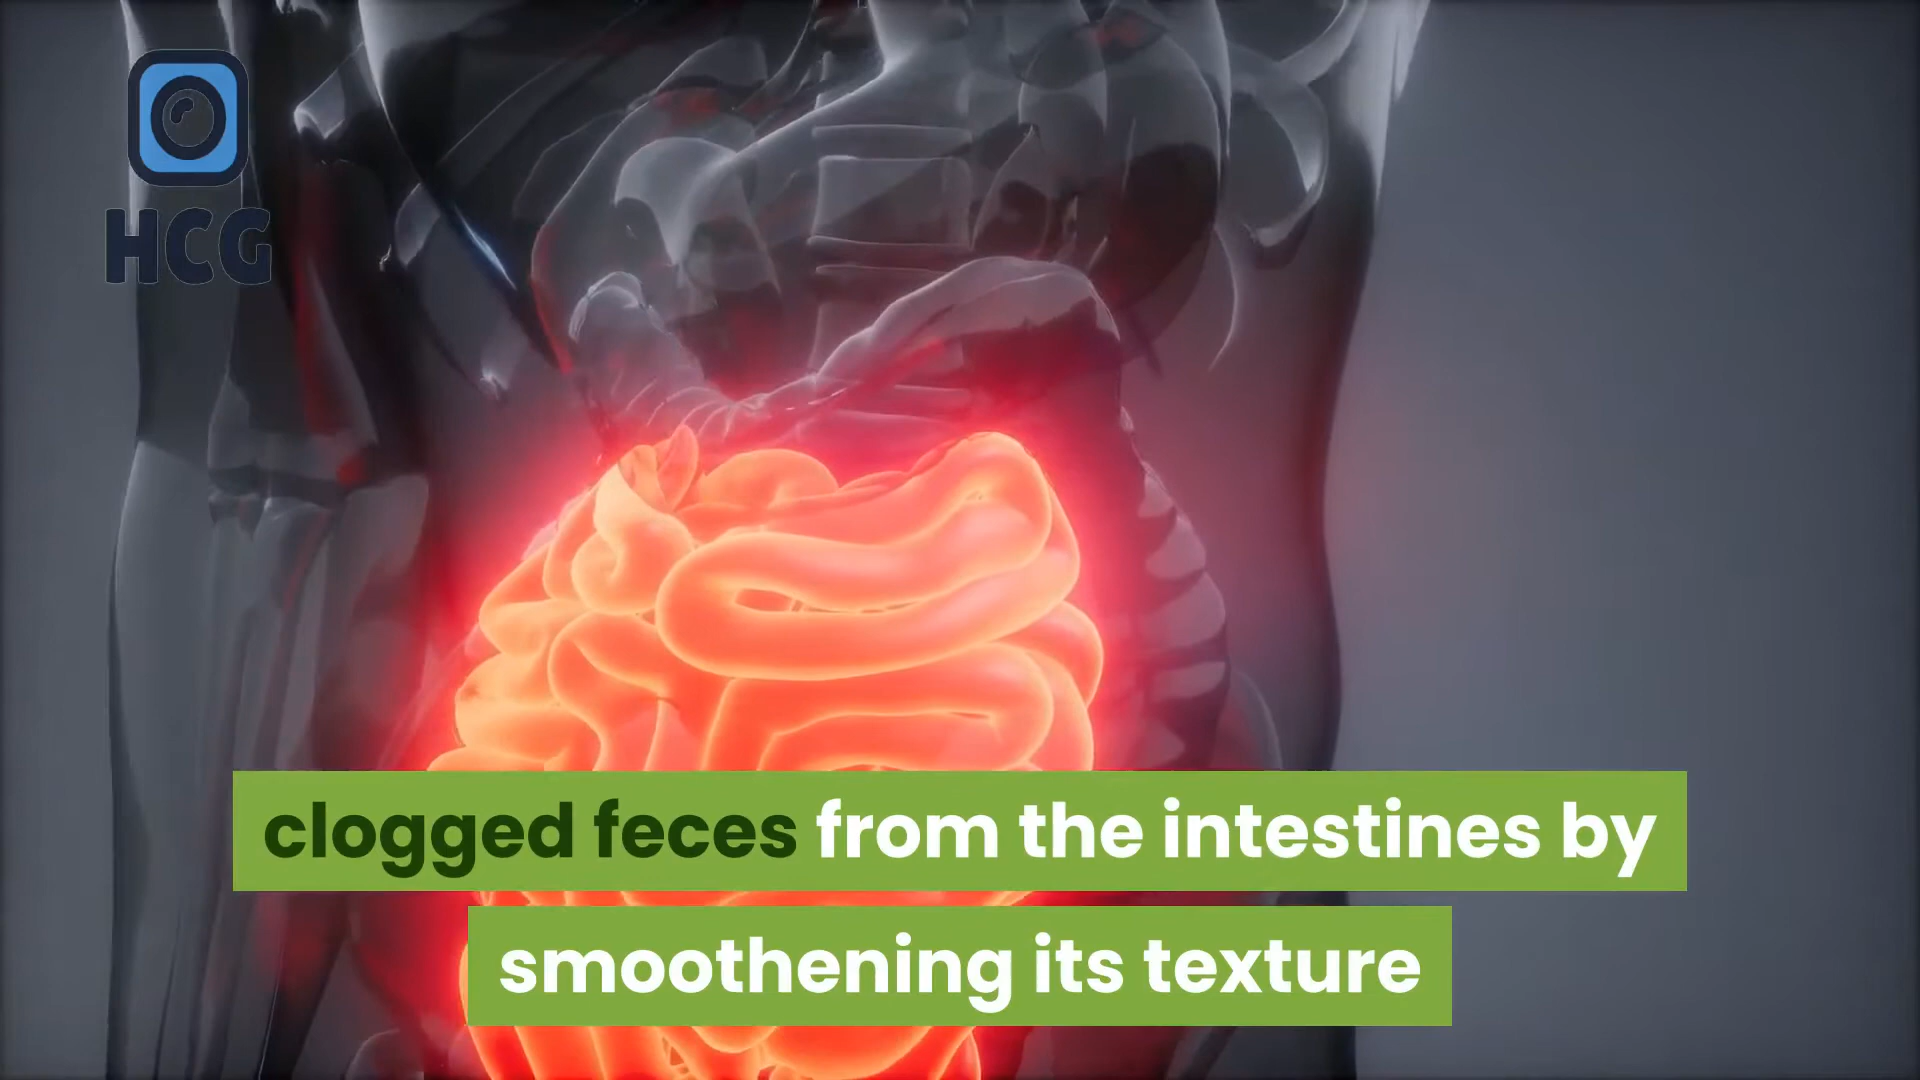 HCG
clogged feces from the intestines by
smoothening its texture